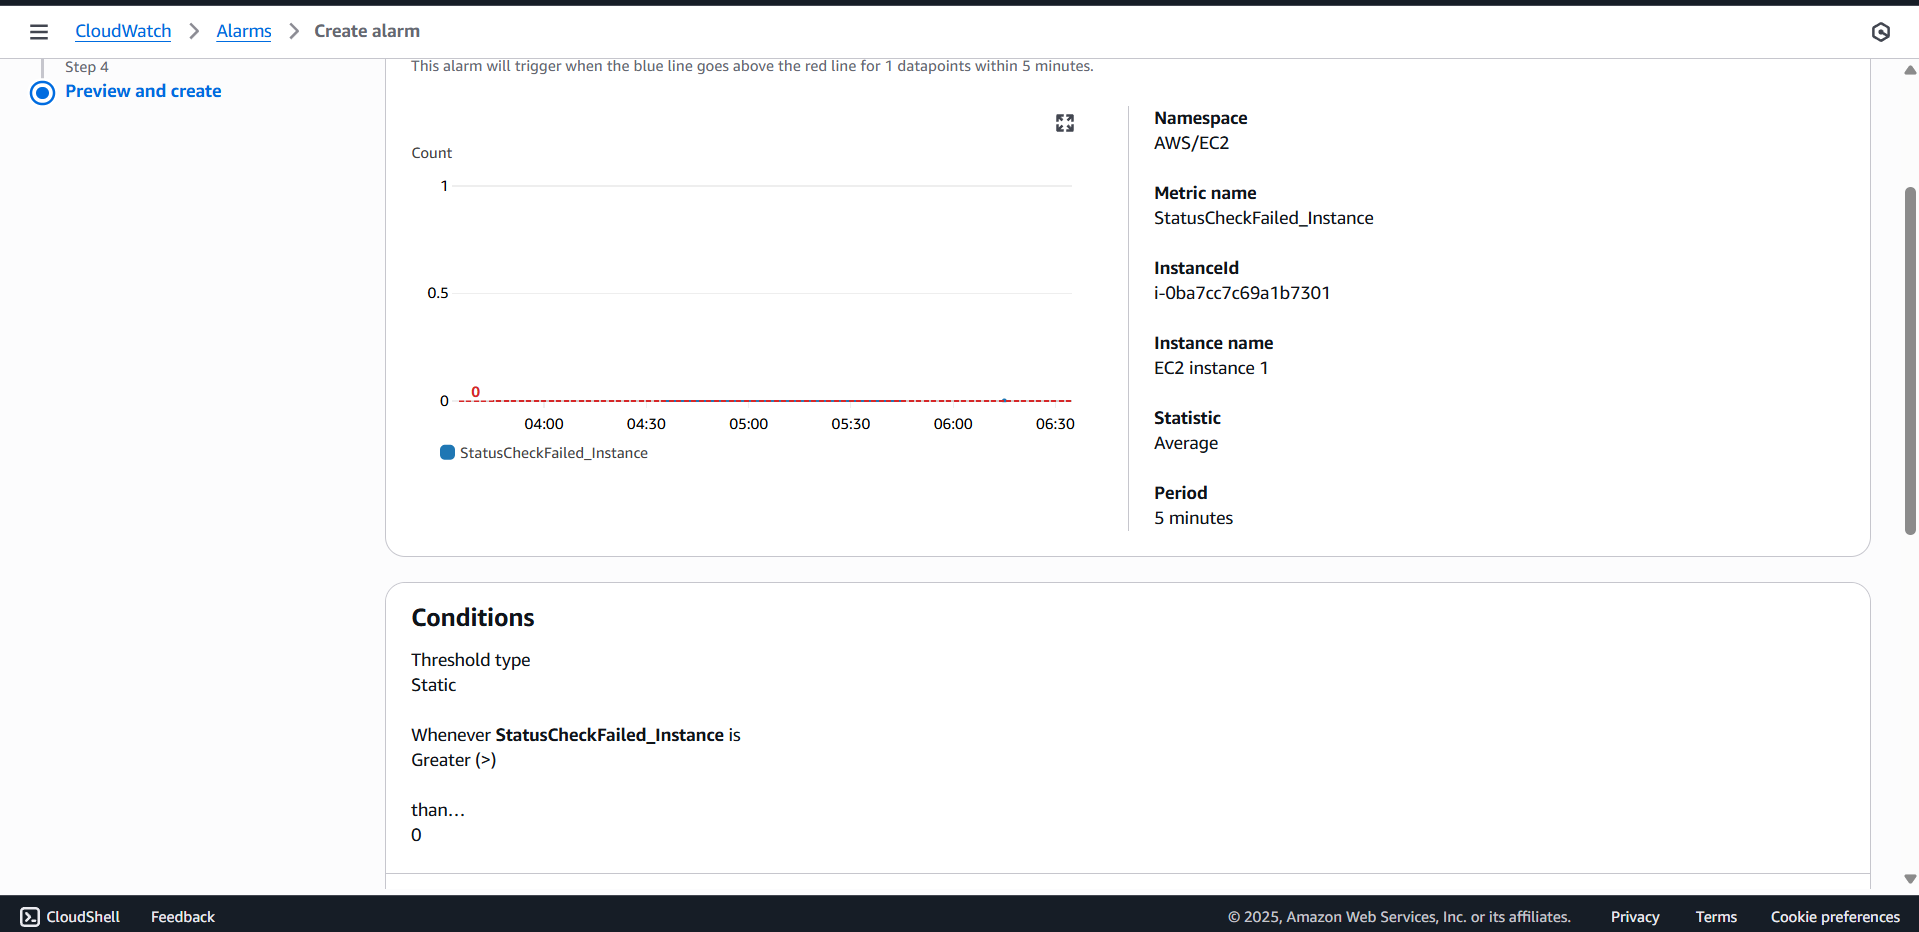 CloudWatch > Alarms > Create alarm
Step 4
Preview and create
This alarm will trigger when the blue line goes above the red line for 1 datapoints within 5 minutes.
Count
1
0.5
0
0
04:00 04:30 05:00 05:30 06:00 06:30
StatusCheckFailed_Instance
Namespace
AWS/EC2
Metric name
StatusCheckFailed_Instance
InstanceId
i-0ba7cc7c69a1b7301
Instance name
EC2 instance 1
Statistic
Average
Period
5 minutes
Conditions
Threshold type
Static
Whenever StatusCheckFailed_Instance is
Greater (>)
than...
0
CloudShell Feedback © 2025, Amazon Web Services, Inc. or its affiliates. Privacy Terms Cookie preferences